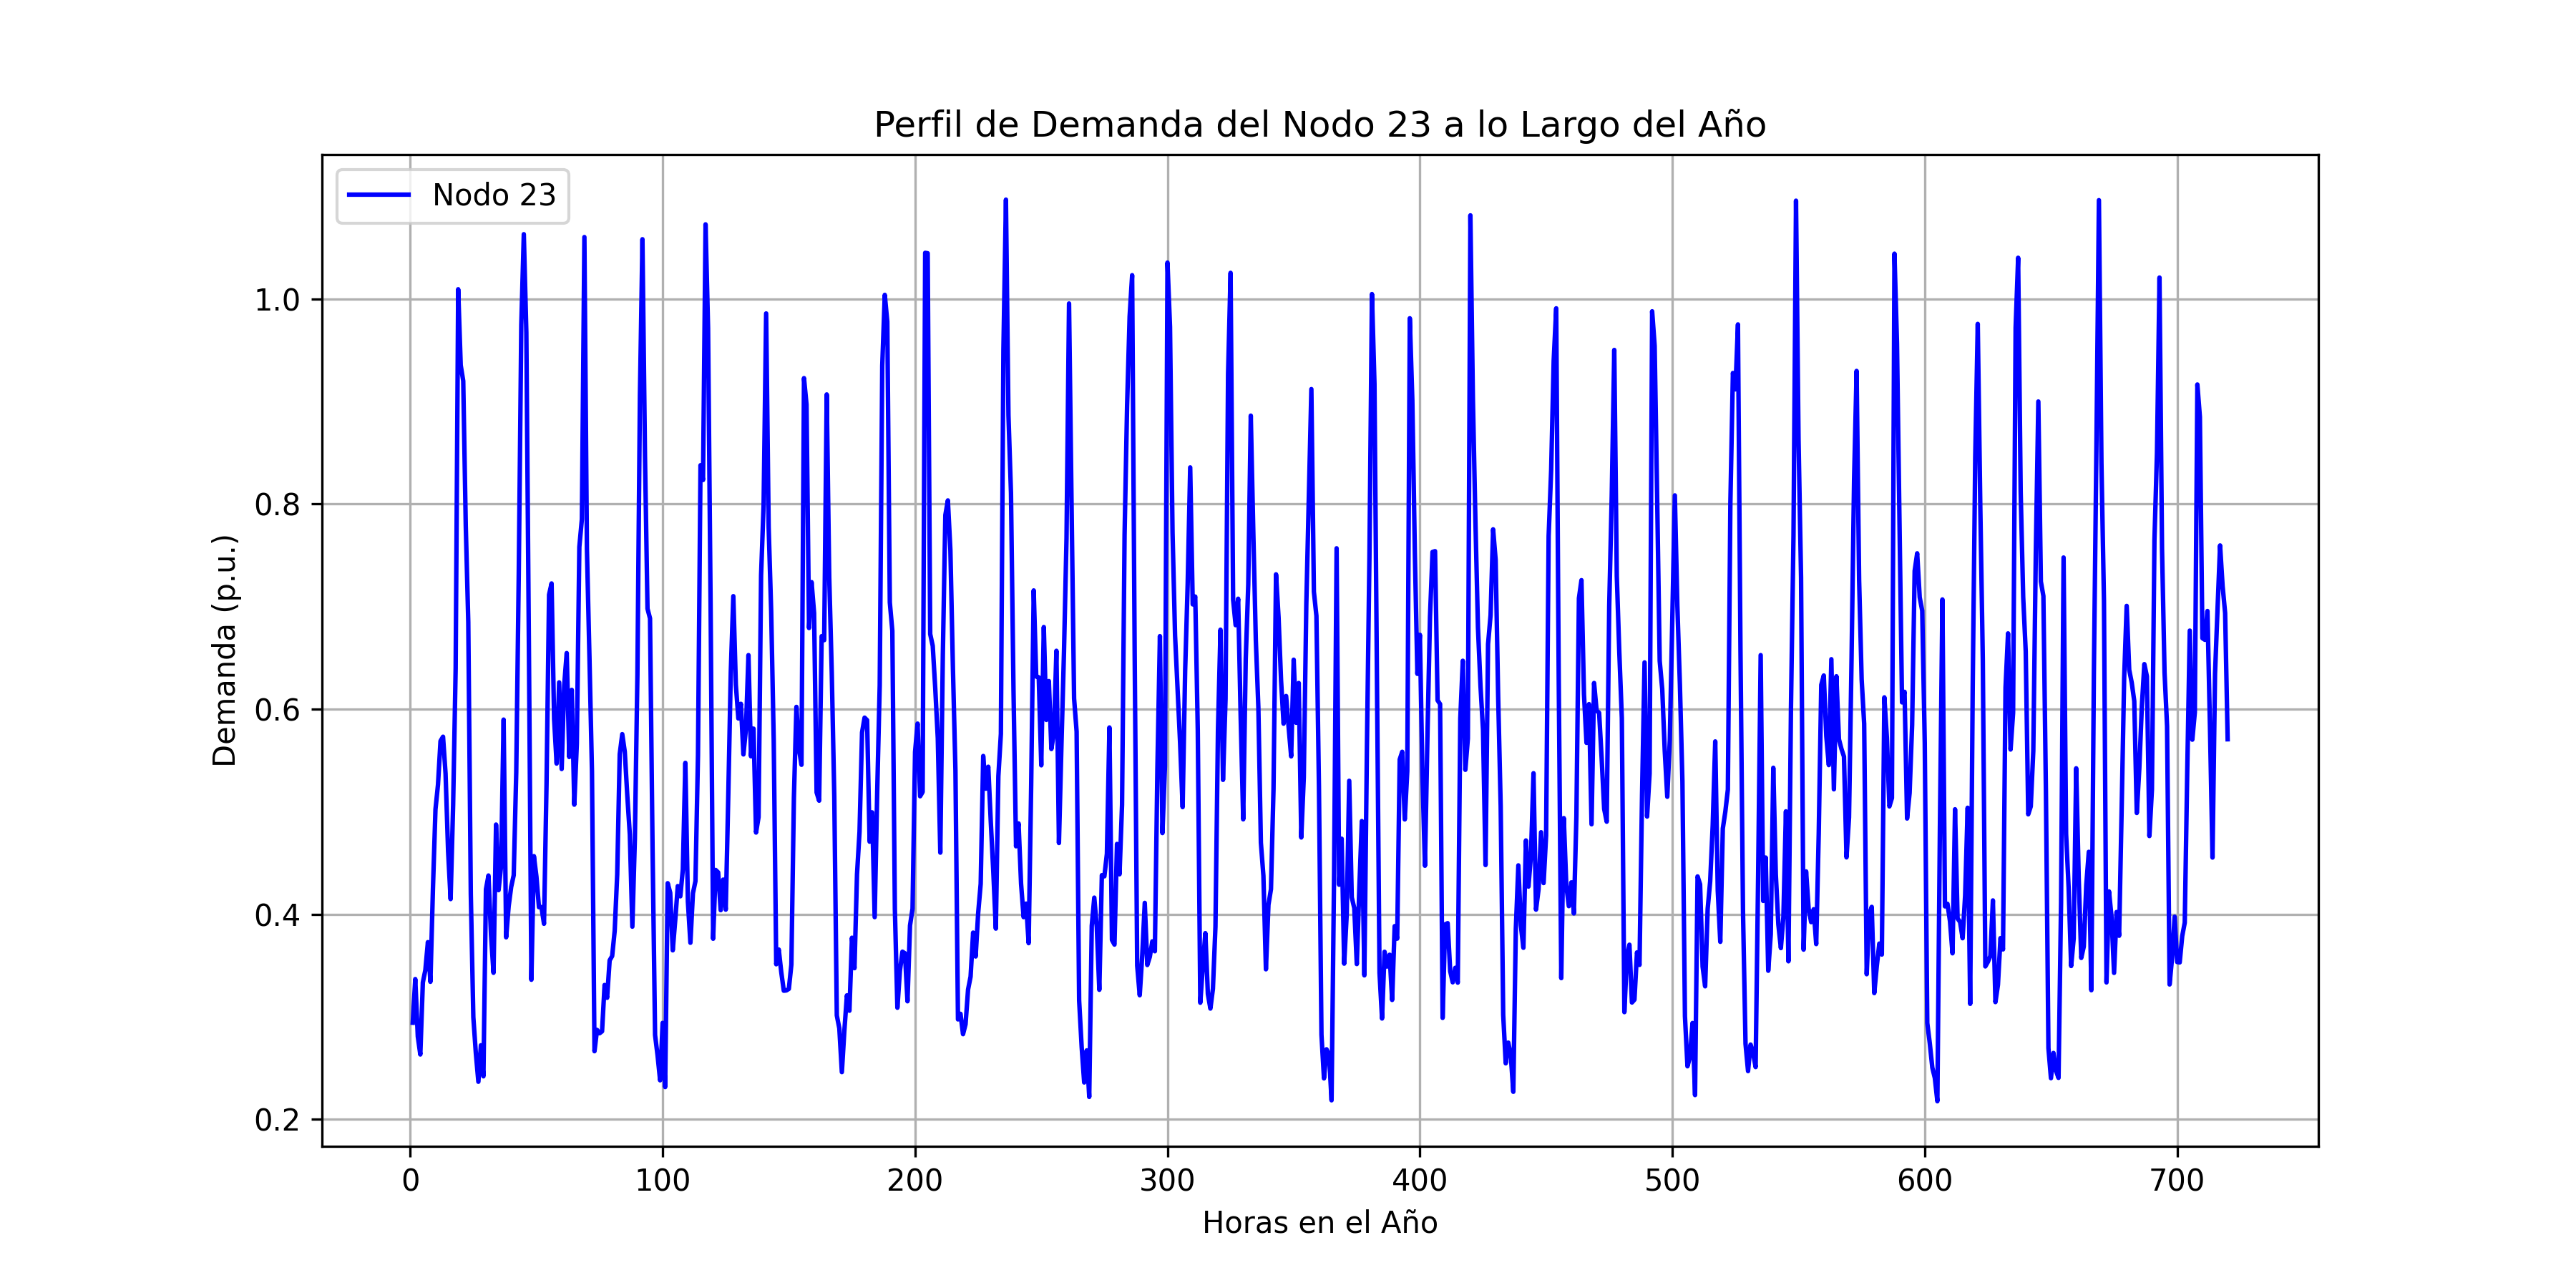 Perfil de Demanda del Nodo 23 a lo Largo del Año
Nodo 23
Demanda (p.u.)
1.0
0.8
0.6
0.4
0.2
0 100 200 300 400 500 600 700
Horas en el Año